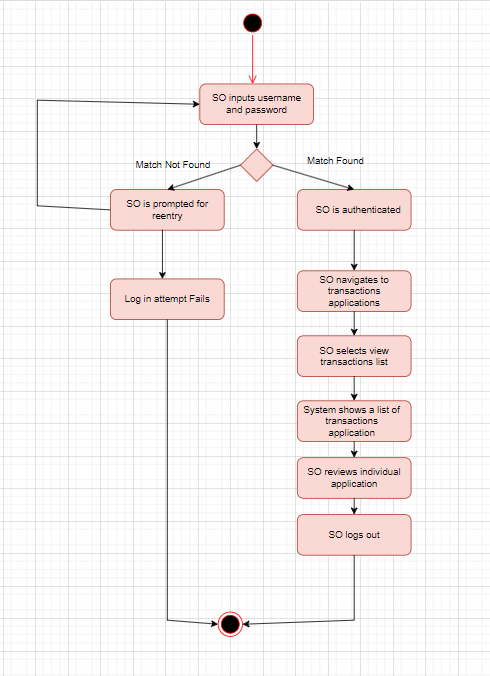 SO inputs username
and password
Match Not Found
Match Found
SO is prompted for
reentry
SO is authenticated
Log in attempt Fails
SO navigates to
transactions
applications
SO selects view
transactions list
System shows a list of
transactions
application
SO reviews individual
application
SO logs out